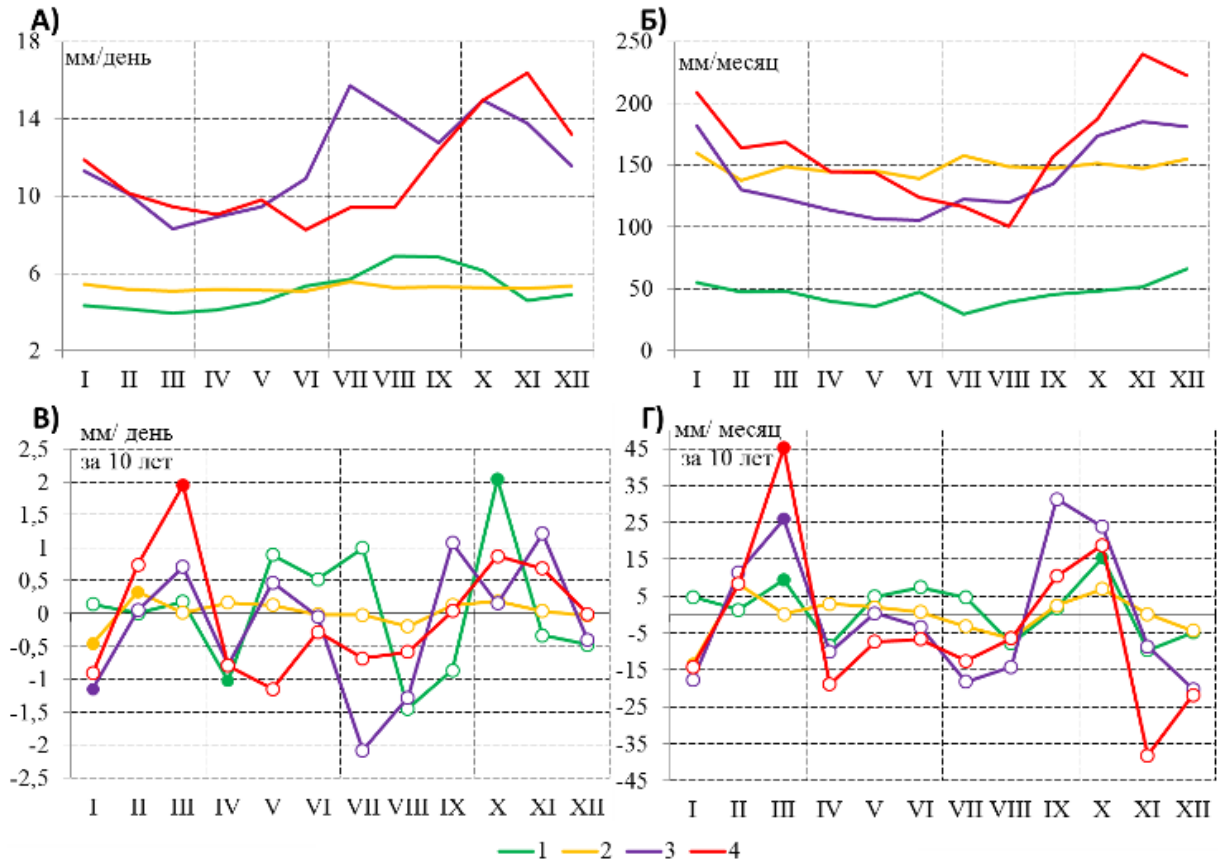 А)
мм/день
18
14
10
6
2
I II III IV V VI VII VIII IX X XI XII
Б)
мм/месяц
250
200
150
100
50
0
I II III IV V VI VII VIII IX X XI XII
В)
мм/ день
за 10 лет
2,5
2
1,5
1
0,5
0
-0,5
-1
-1,5
-2
-2,5
I II III IV V VI VII VIII IX X XI XII
Г)
мм/ месяц
за 10 лет
45
35
25
15
5
-5
-15
-25
-35
-45
I II III IV V VI VII VIII IX X XI XII
1 2 3 4